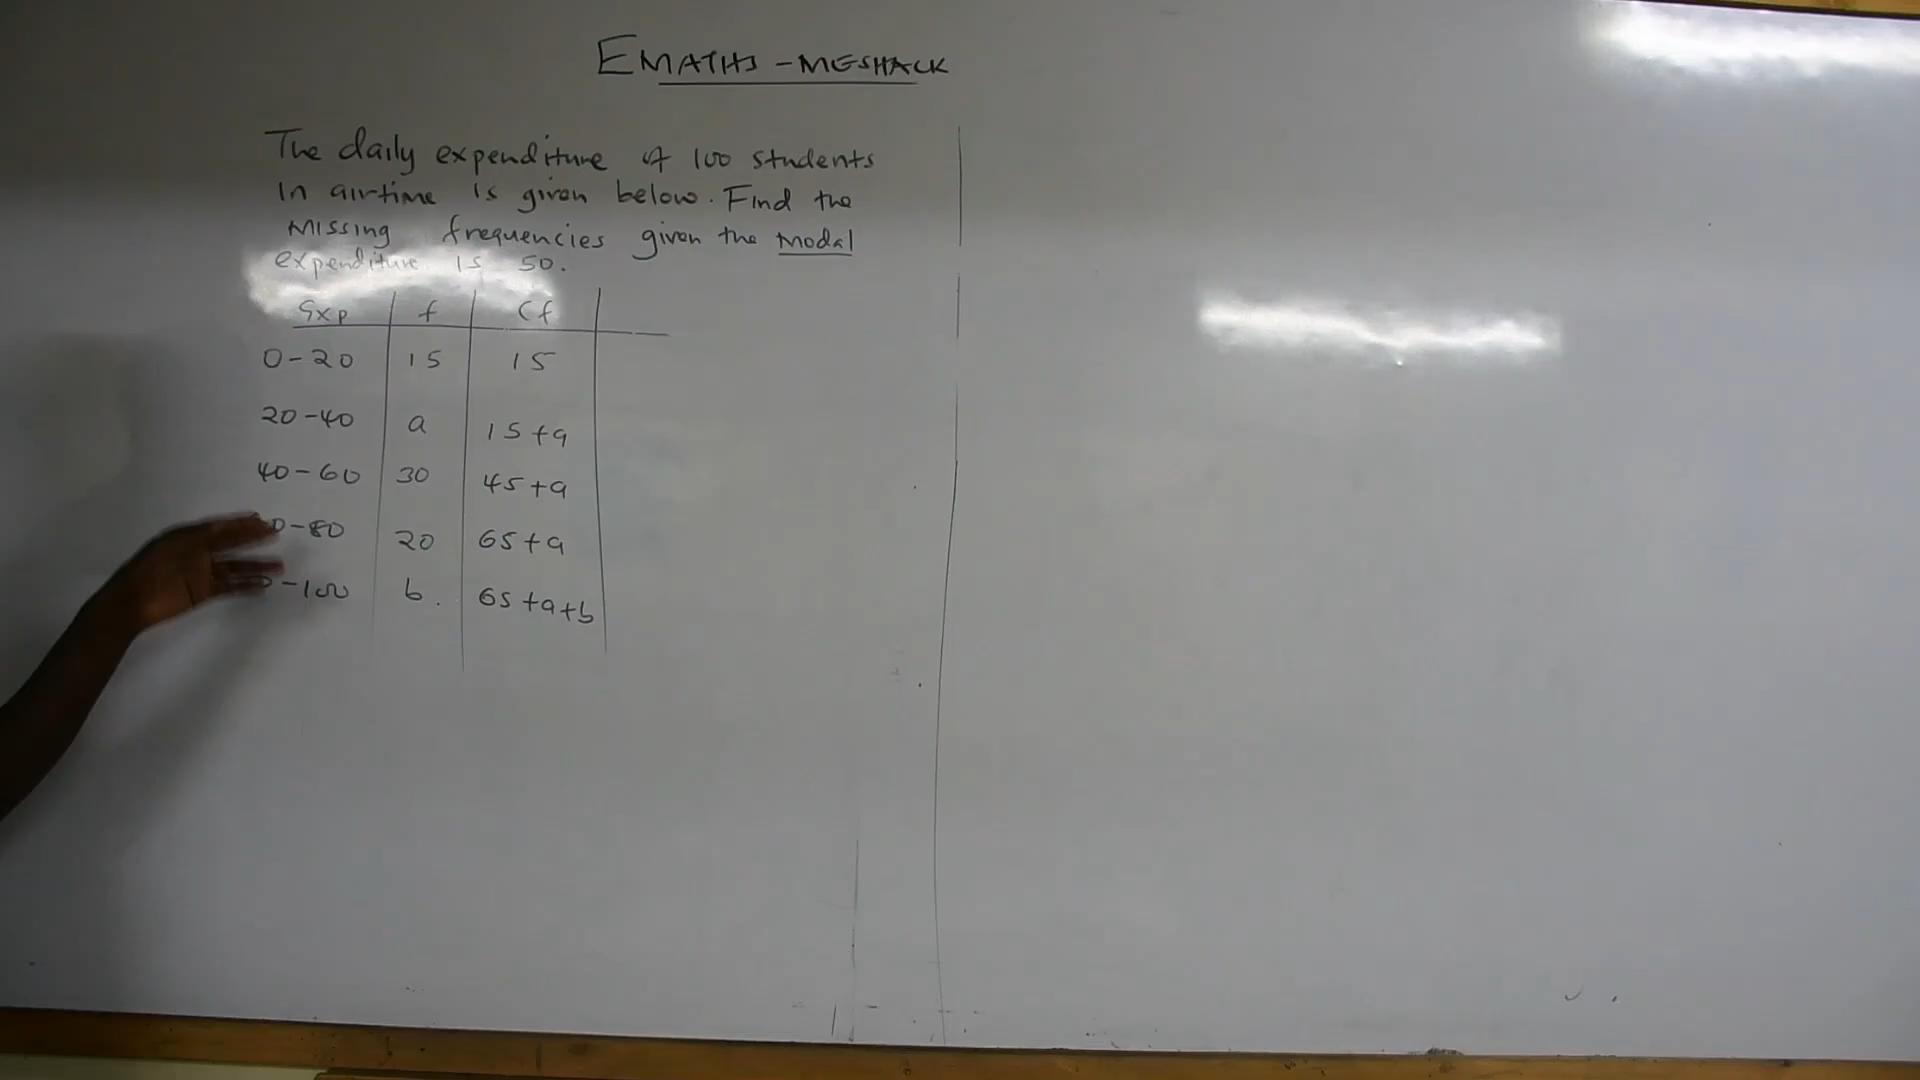 EMATHS - MESHACK
The daily expenditure of 100 students
in airtime is given below. Find the
missing frequencies given the modal
expenditure is 50.
Exp f Cf
0-20 15 15
20-40 a 15+a
40-60 30 45+a
0-80 20 65+a
-100 b. 65+a+b